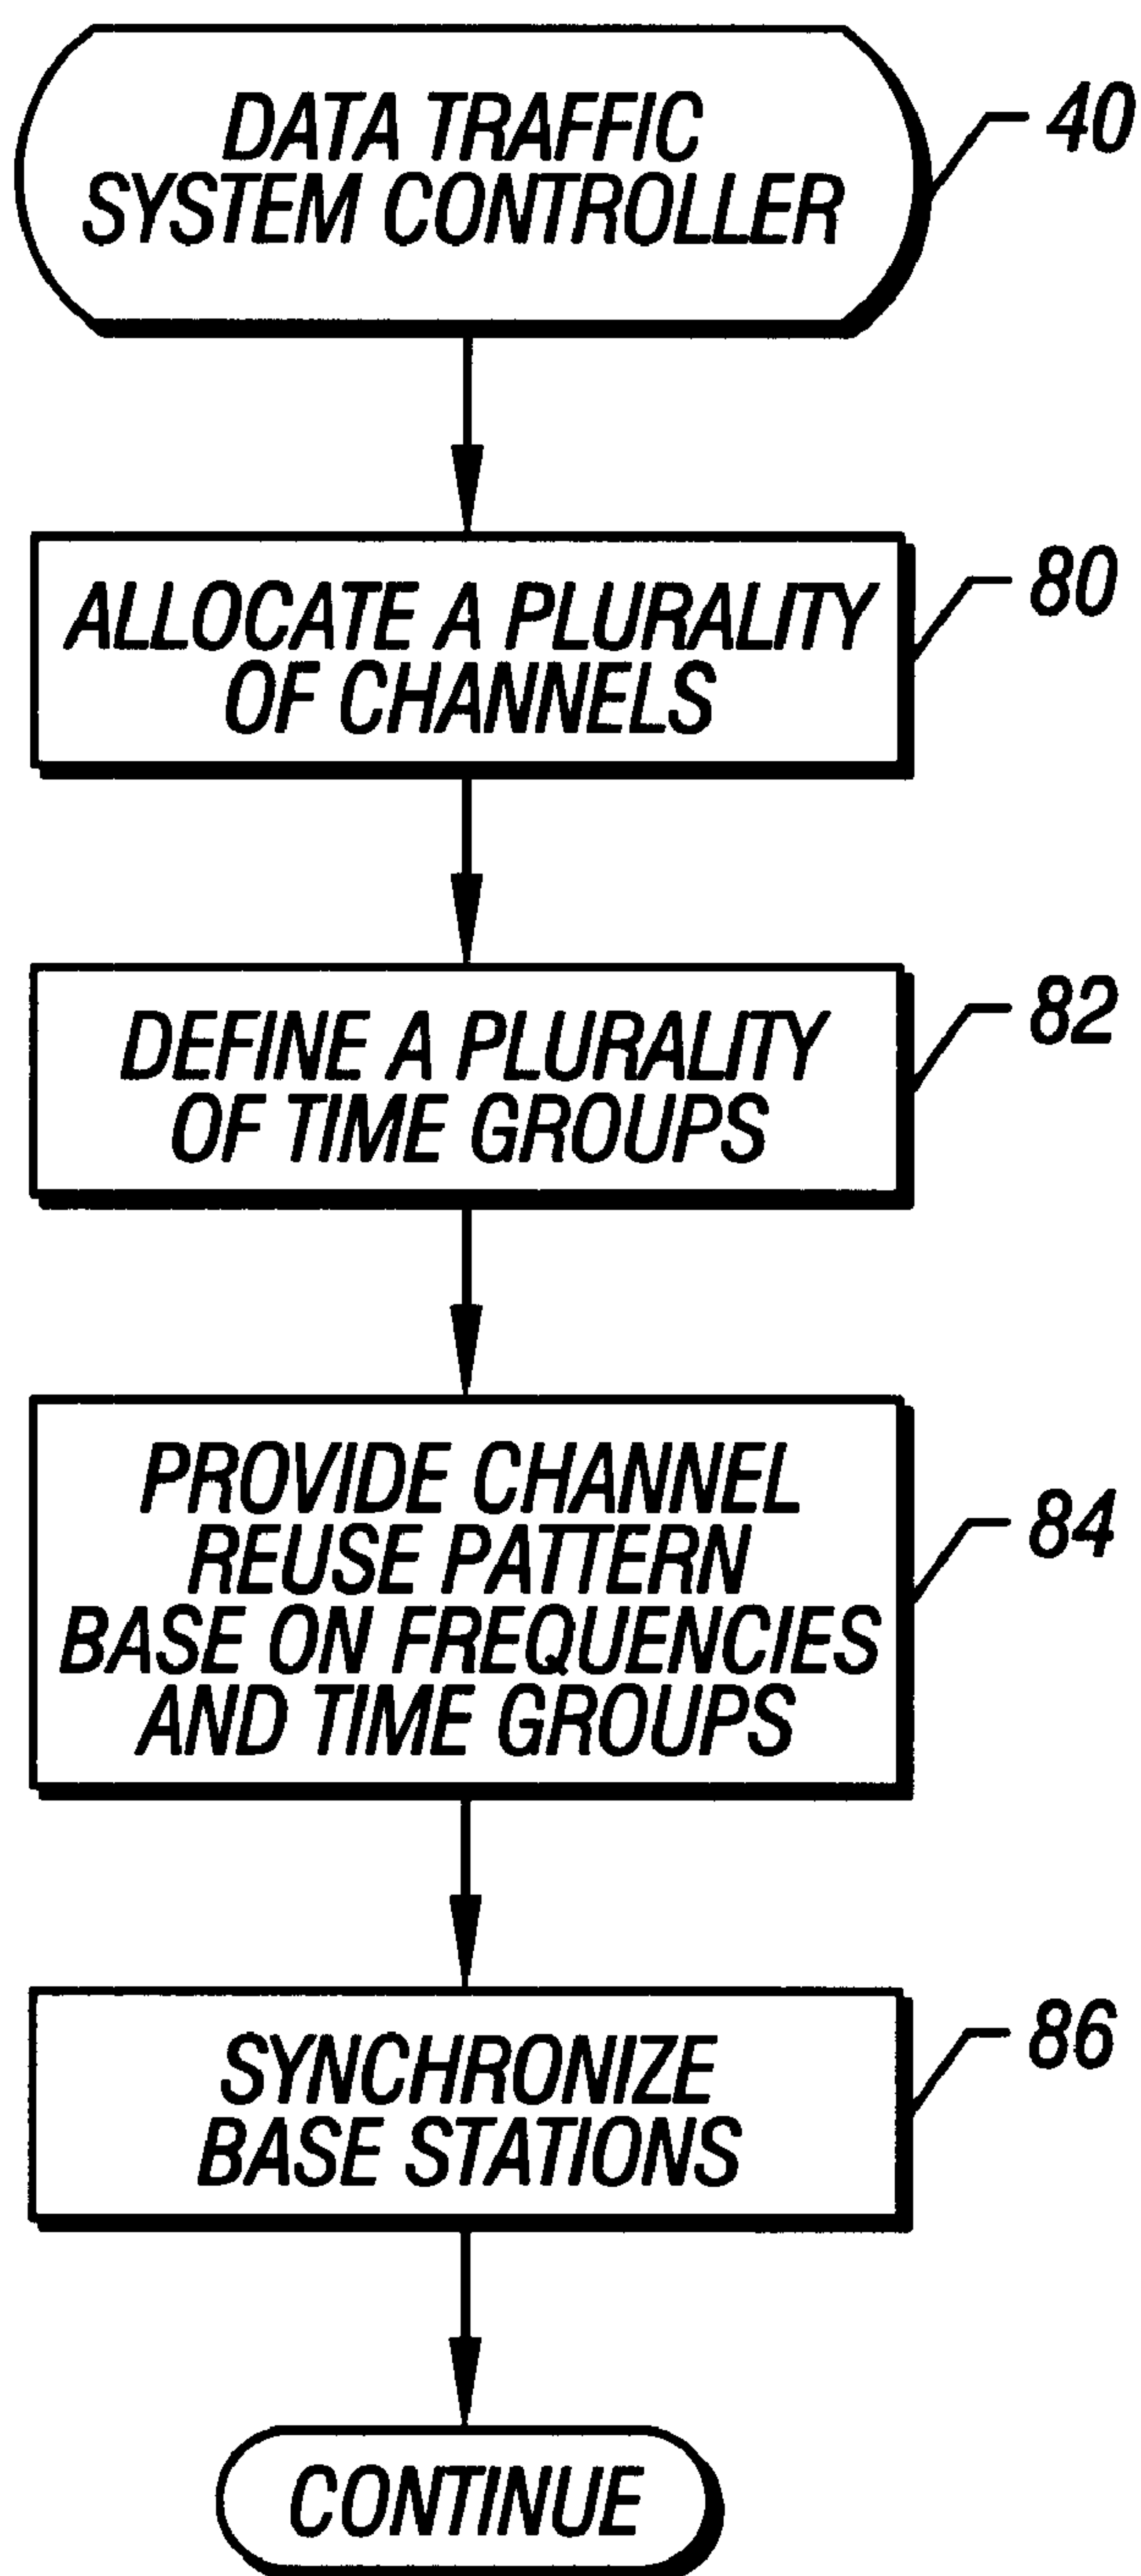 DATA TRAFFIC
SYSTEM CONTROLLER
40
ALLOCATE A PLURALITY
OF CHANNELS
80
DEFINE A PLURALITY
OF TIME GROUPS
82
PROVIDE CHANNEL
REUSE PATTERN
BASE ON FREQUENCIES
AND TIME GROUPS
84
SYNCHRONIZE
BASE STATIONS
86
CONTINUE